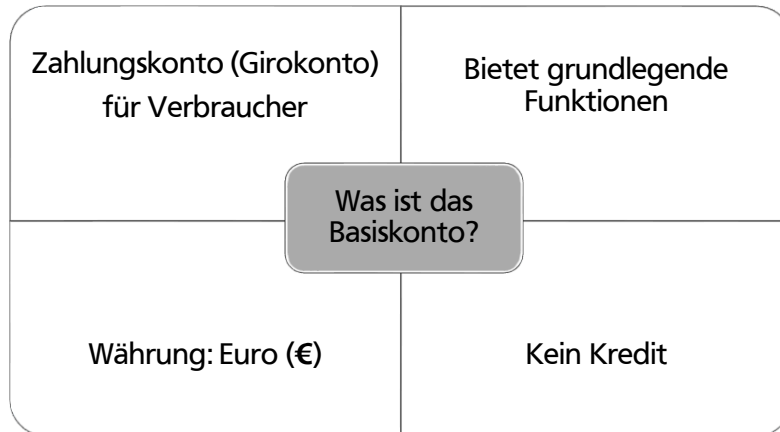 Zahlungskonto (Girokonto)
für Verbraucher
Bietet grundlegende
Funktionen
Was ist das
Basiskonto?
Währung: Euro (€)
Kein Kredit